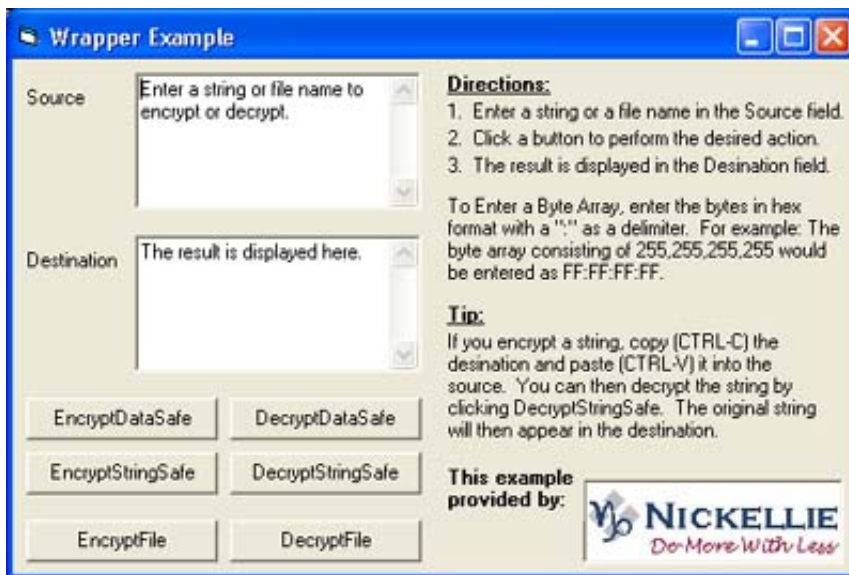 Wrapper Example
Source
Enter a string or file name to
encrypt or decrypt.
Destination
The result is displayed here.
EncryptDataSafe
DecryptDataSafe
EncryptStringSafe
DecryptStringSafe
EncryptFile
DecryptFile
Directions:
1. Enter a string or a file name in the Source field.
2. Click a button to perform the desired action.
3. The result is displayed in the Desination field.
To Enter a Byte Array, enter the bytes in hex
format with a ":" as a delimiter. For example: The
byte array consisting of 255,255,255,255 would
be entered as FF:FF:FF:FF.
Tip:
If you encrypt a string, copy (CTRL-C) the
desination and paste (CTRL-V) it into the
source. You can then decrypt the string by
clicking DecryptStringSafe. The original string
will then appear in the destination.
This example
provided by:
NICKELLIE
Do More With Less